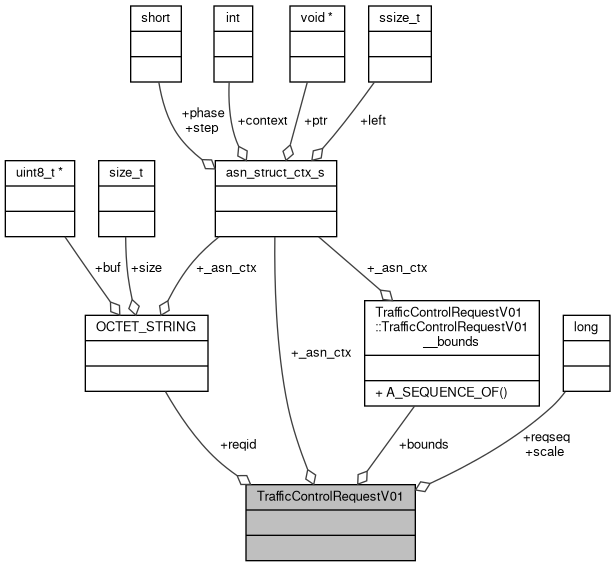 short
int
void *
ssize_t
+phase
+step
+context
+ptr
+left
uint8_t *
size_t
asn_struct_ctx_s
+buf
+size
+_asn_ctx
+_asn_ctx
OCTET_STRING
TrafficControlRequestV01
::TrafficControlRequestV01
__bounds
+ A_SEQUENCE_OF()
long
+_asn_ctx
+reqid
+bounds
+reqseq
+scale
TrafficControlRequestV01